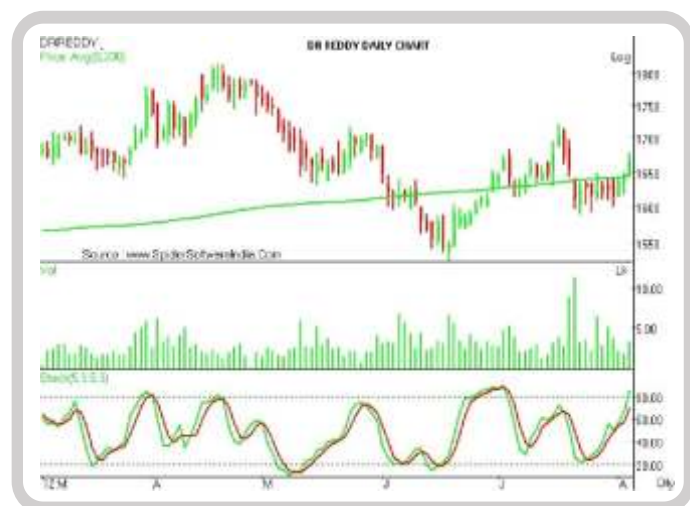 DRREDDY,
DR REDDY DAILY CHART
Price Avg(E,200)
Log
1800
1750
1700
1650
1600
1550
Source : www.SpiderSoftwareIndia.Com
Vol
Lk
10.00
5.00
Stoch(5,3,0,3)
80.00
60.00
40.00
20.00
12:M A M J J A Dly